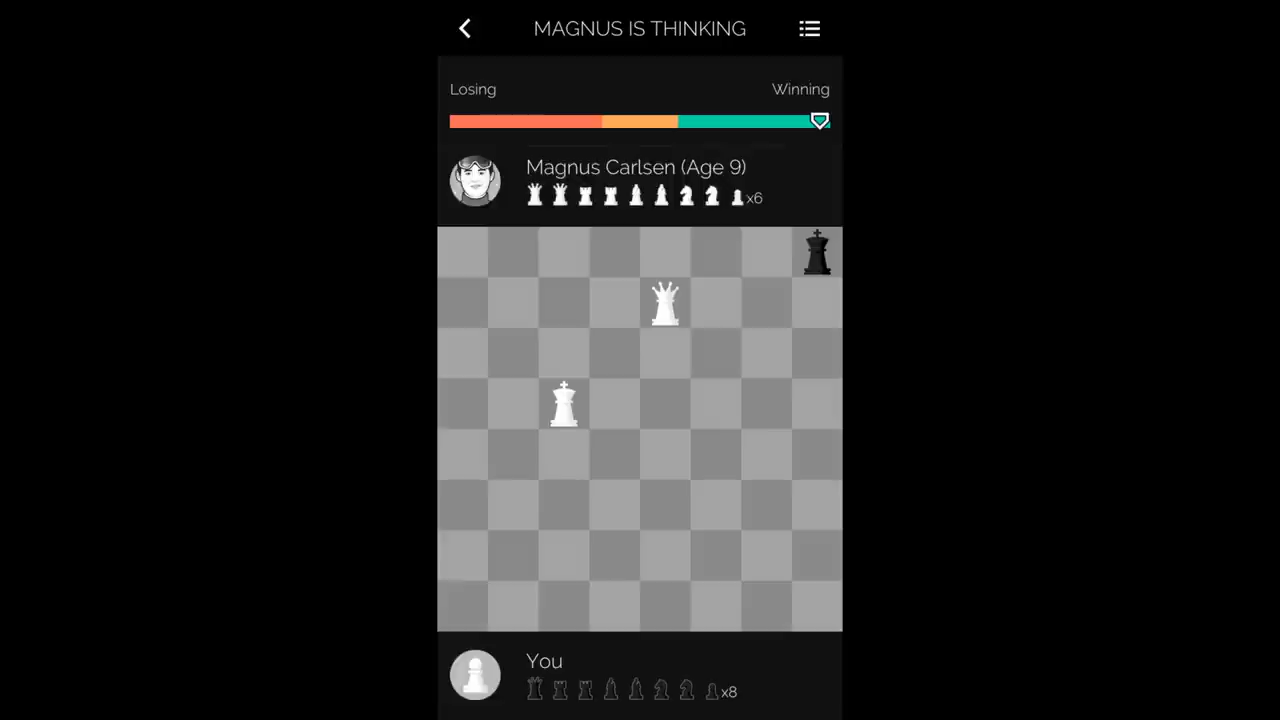 MAGNUS IS THINKING
Losing
Winning
Magnus Carlsen (Age 9)
x6
You
x8